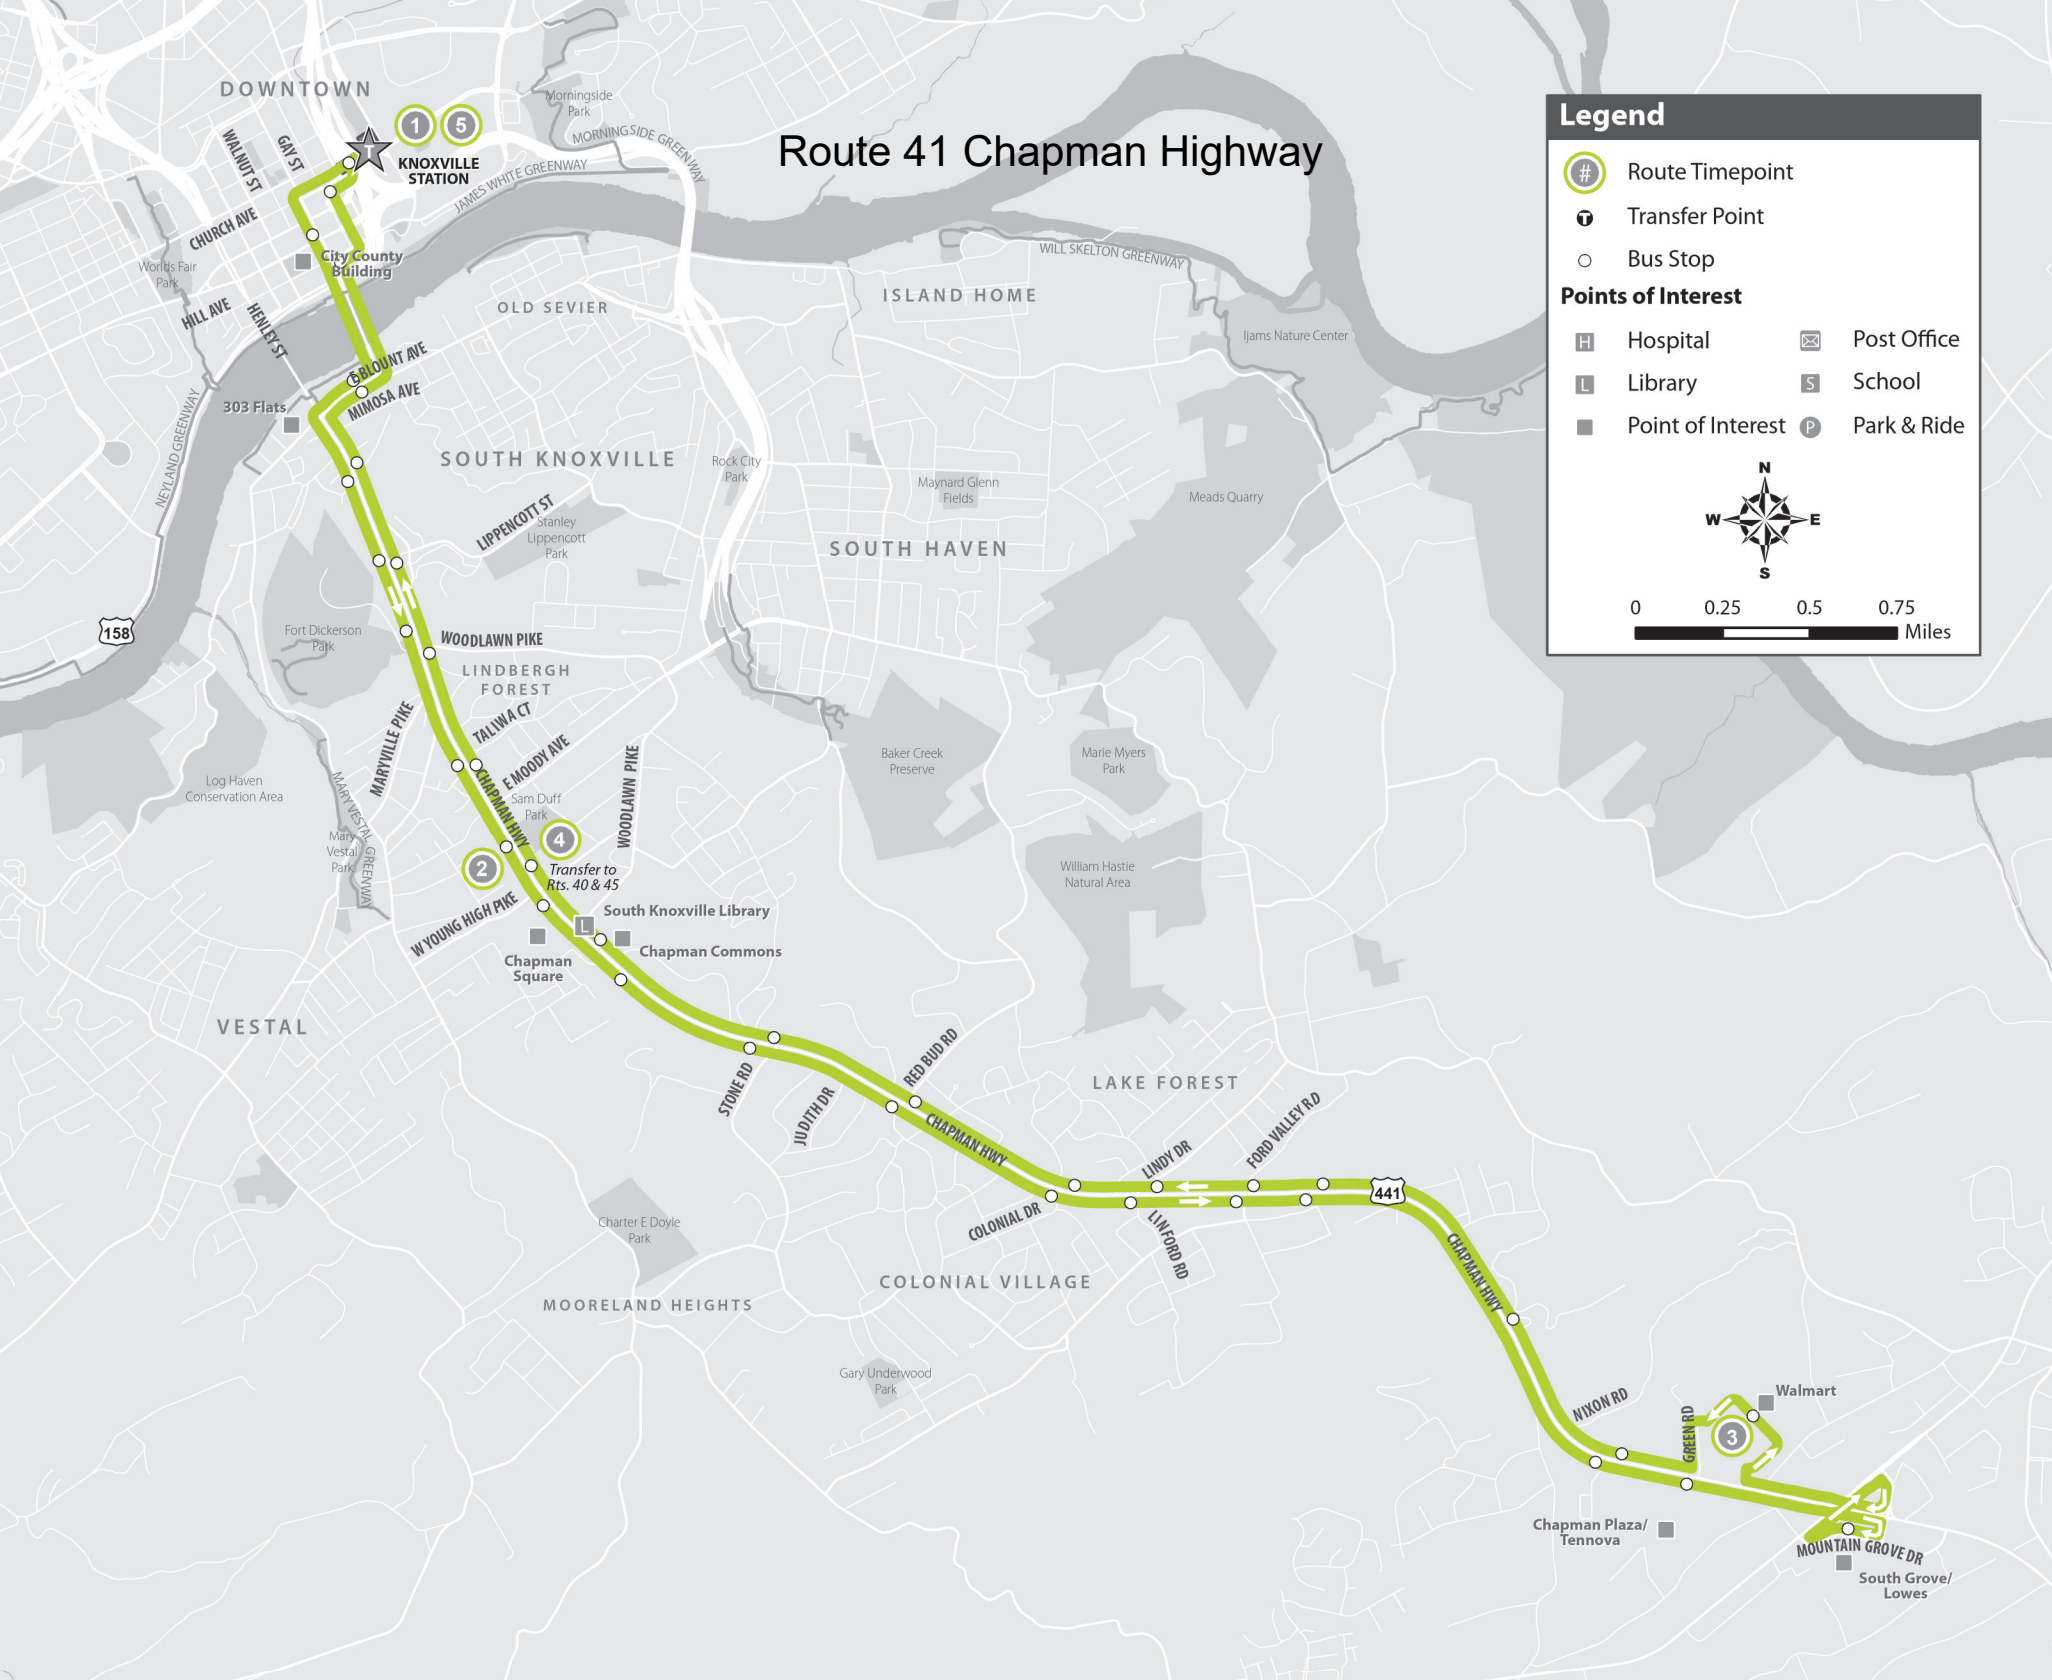 Route 41 Chapman Highway
DOWNTOWN
1
5
KNOXVILLE
STATION
T
WALNUT ST
GAY ST
CHURCH AVE
City County
Building
Worlds Fair
Park
HILL AVE
HENLEY ST
Morningside
Park
MORNINGSIDE GREENWAY
JAMES WHITE GREENWAY
WILL SKELTON GREENWAY
OLD SEVIER
ISLAND HOME
Ijams Nature Center
E BLOUNT AVE
MIMOSA AVE
303 Flats
NEYLAND GREENWAY
SOUTH KNOXVILLE
Rock City
Park
Maynard Glenn
Fields
Meads Quarry
LIPPENCOTT ST
Stanley
Lippencott
Park
SOUTH HAVEN
158
Fort Dickerson
Park
WOODLAWN PIKE
LINDBERGH
FOREST
TALIWA CT
MARYVILLE PIKE
E MOODY AVE
WOODLAWN PIKE
CHAPMAN HWY
Sam Duff
Park
Baker Creek
Preserve
Marie Myers
Park
Log Haven
Conservation Area
MARY VESTAL GREENWAY
Mary
Vestal
Park
4
2
Transfer to
Rts. 40 & 45
William Hastie
Natural Area
W YOUNG HIGH PIKE
L
South Knoxville Library
Chapman Commons
Chapman
Square
VESTAL
STONE RD
JUDITH DR
RED BUD RD
CHAPMAN HWY
LAKE FOREST
LINDY DR
FORD VALLEY RD
COLONIAL DR
LINFORD RD
441
CHAPMAN HWY
Charter E Doyle
Park
COLONIAL VILLAGE
MOORELAND HEIGHTS
Gary Underwood
Park
NIXON RD
GREEN RD
Walmart
3
Chapman Plaza/
Tennova
MOUNTAIN GROVE DR
South Grove/
Lowes
Legend
# Route Timepoint
T Transfer Point
Bus Stop
Points of Interest
H Hospital
Post Office
L Library
S School
Point of Interest
P Park & Ride
N
W E
S
0 0.25 0.5 0.75
Miles